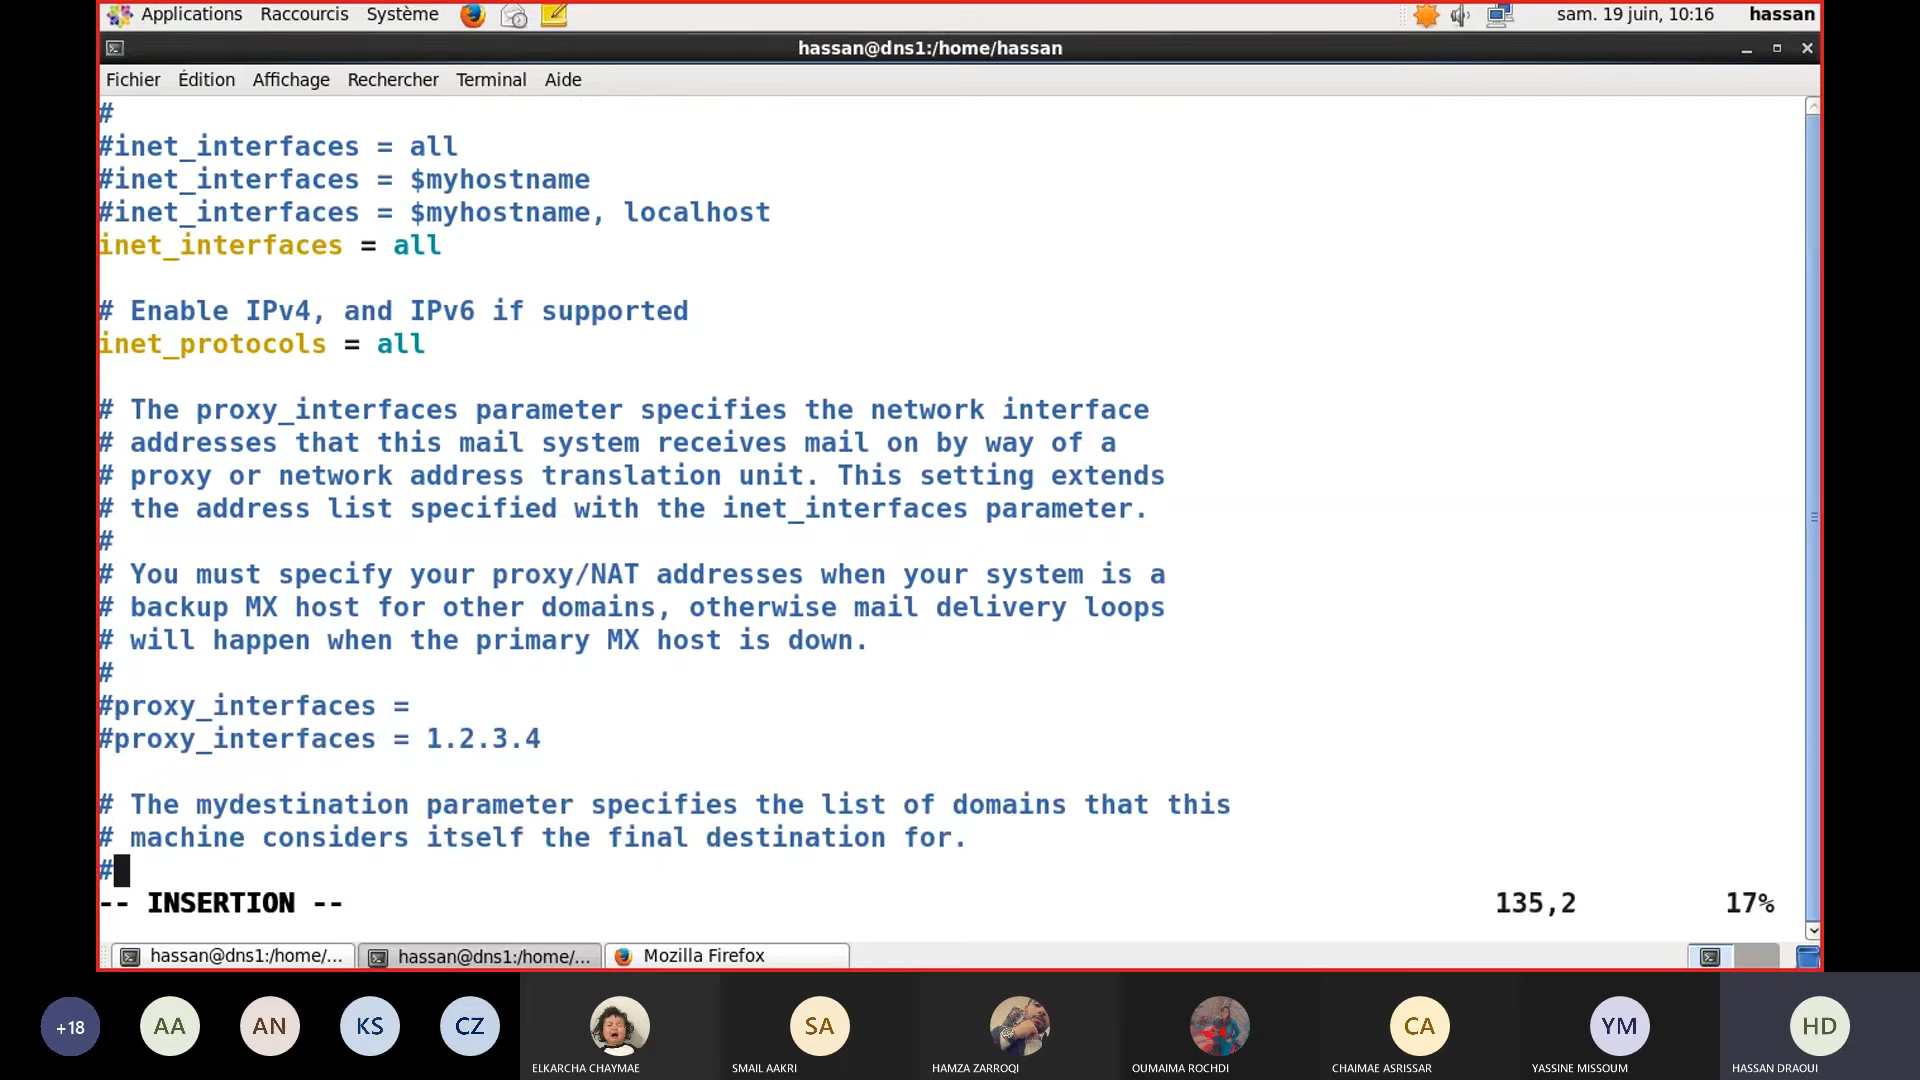 Applications Raccourcis Système sam. 19 juin, 10:16 hassan
hassan@dns1:/home/hassan
Fichier Édition Affichage Rechercher Terminal Aide
#
#inet_interfaces = all
#inet_interfaces = $myhostname
#inet_interfaces = $myhostname, localhost
inet_interfaces = all
# Enable IPv4, and IPv6 if supported
inet_protocols = all
# The proxy_interfaces parameter specifies the network interface
# addresses that this mail system receives mail on by way of a
# proxy or network address translation unit. This setting extends
# the address list specified with the inet_interfaces parameter.
#
# You must specify your proxy/NAT addresses when your system is a
# backup MX host for other domains, otherwise mail delivery loops
# will happen when the primary MX host is down.
#
#proxy_interfaces =
#proxy_interfaces = 1.2.3.4
# The mydestination parameter specifies the list of domains that this
# machine considers itself the final destination for.
#
-- INSERTION -- 135,2 17%
hassan@dns1:/home/... hassan@dns1:/home/... Mozilla Firefox
+18 AA AN KS CZ SA CA YM HD
ELKARCHA CHAYMAE SMAIL AAKRI HAMZA ZARROQI OUMAIMA ROCHDI CHAIMAE ASRISSAR YASSINE MISSOUM HASSAN DRAOUI